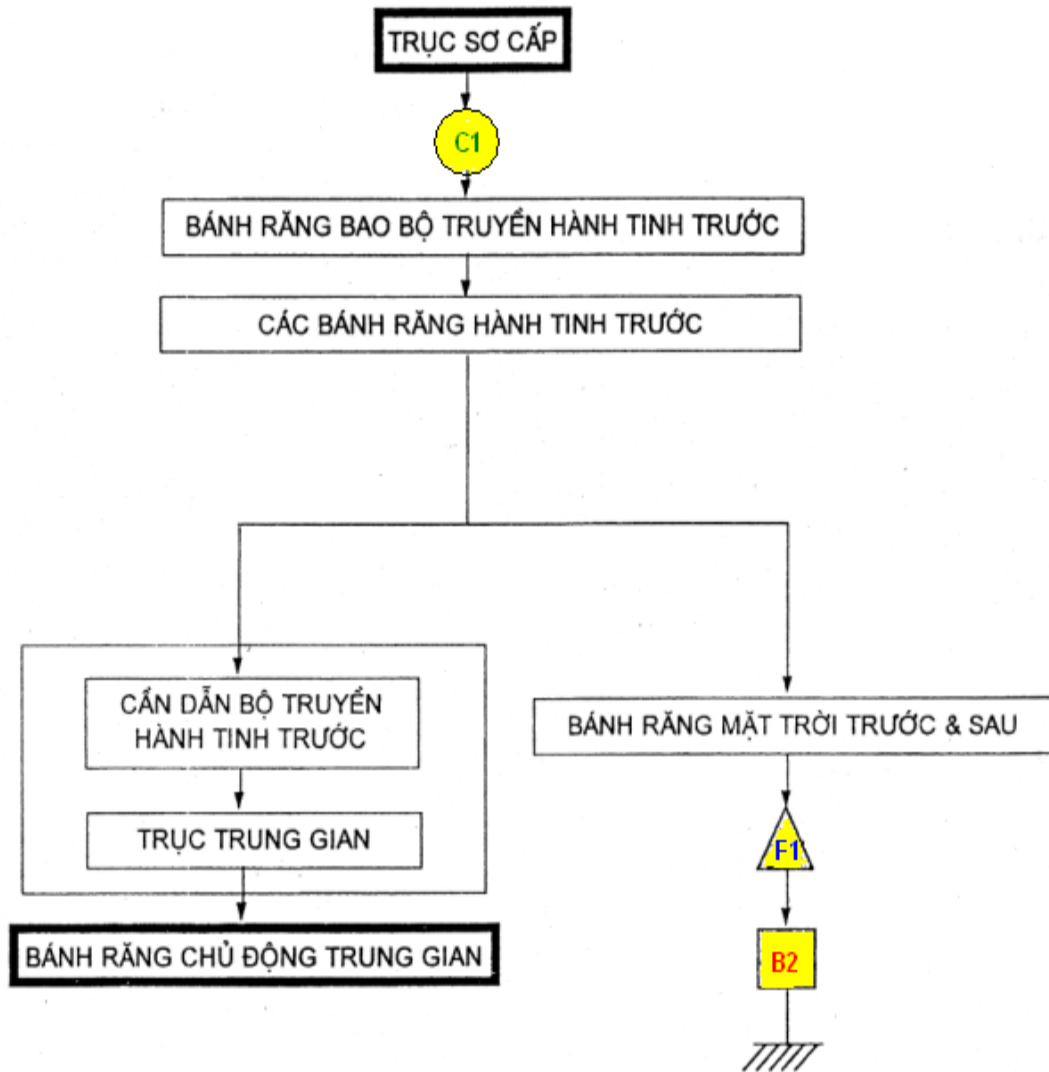 TRỤC SƠ CẤP
C1
BÁNH RĂNG BAO BỘ TRUYỀN HÀNH TINH TRƯỚC
CÁC BÁNH RĂNG HÀNH TINH TRƯỚC
CẦN DẪN BỘ TRUYỀN
HÀNH TINH TRƯỚC
TRỤC TRUNG GIAN
BÁNH RĂNG CHỦ ĐỘNG TRUNG GIAN
BÁNH RĂNG MẶT TRỜI TRƯỚC & SAU
F1
B2